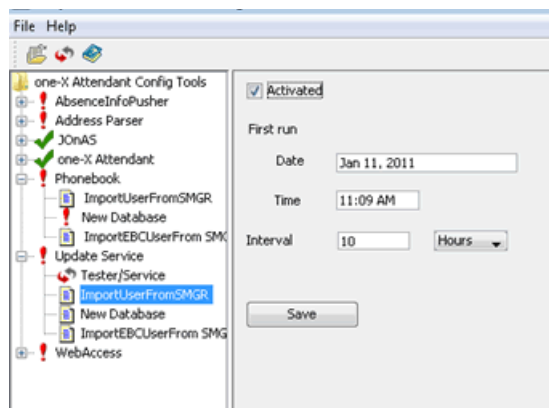 File Help
one-X Attendant Config Tools
AbsenceInfoPusher
Address Parser
JOnAS
one-X Attendant
Phonebook
ImportUserFromSMGR
New Database
ImportEBCUserFrom SMG
Update Service
Tester/Service
ImportUserFromSMGR
New Database
ImportEBCUserFrom SMG
WebAccess
Activated
First run
Date Jan 11, 2011
Time 11:09 AM
Interval 10 Hours
Save